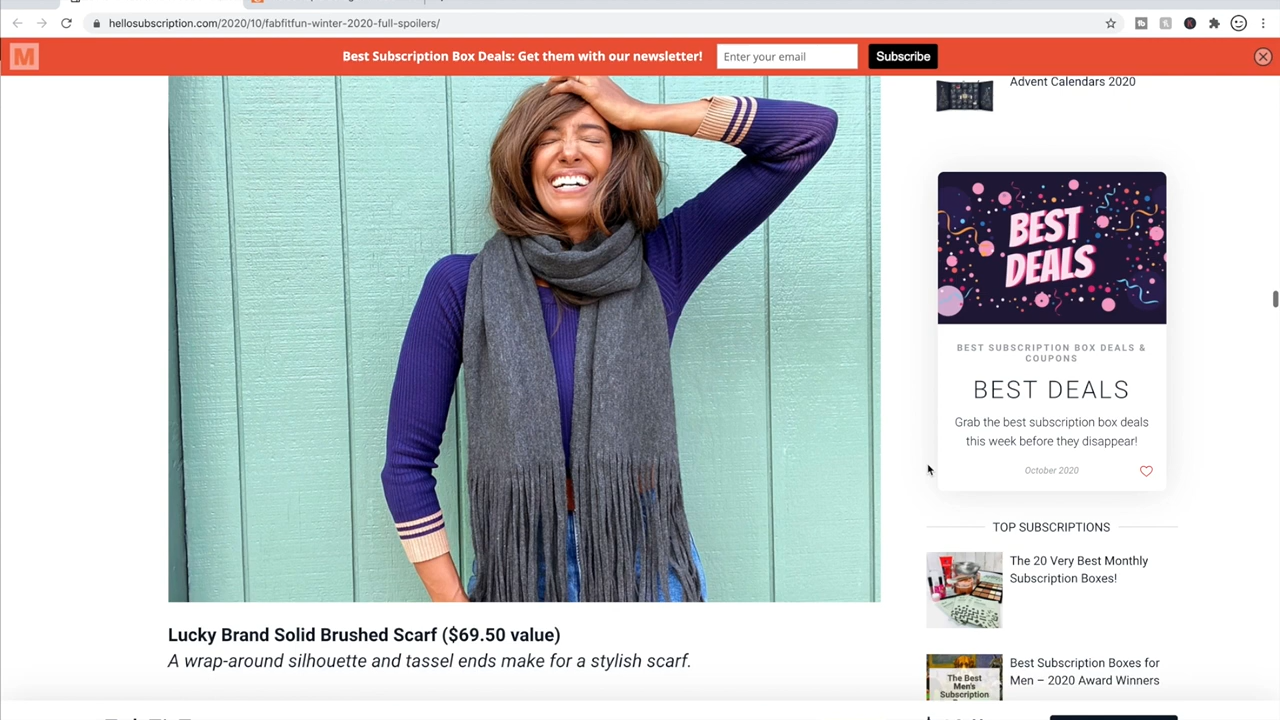 hellosubscription.com/2020/10/fabfitfun-winter-2020-full-spoilers/
M
Best Subscription Box Deals: Get them with our newsletter!
Enter your email
Subscribe
Advent Calendars 2020
BEST
DEALS
BEST SUBSCRIPTION BOX DEALS &
COUPONS
BEST DEALS
Grab the best subscription box deals
this week before they disappear!
October 2020
TOP SUBSCRIPTIONS
The 20 Very Best Monthly
Subscription Boxes!
Lucky Brand Solid Brushed Scarf ($69.50 value)
A wrap-around silhouette and tassel ends make for a stylish scarf.
Best Subscription Boxes for
Men – 2020 Award Winners
The Best
Men's
Subscription